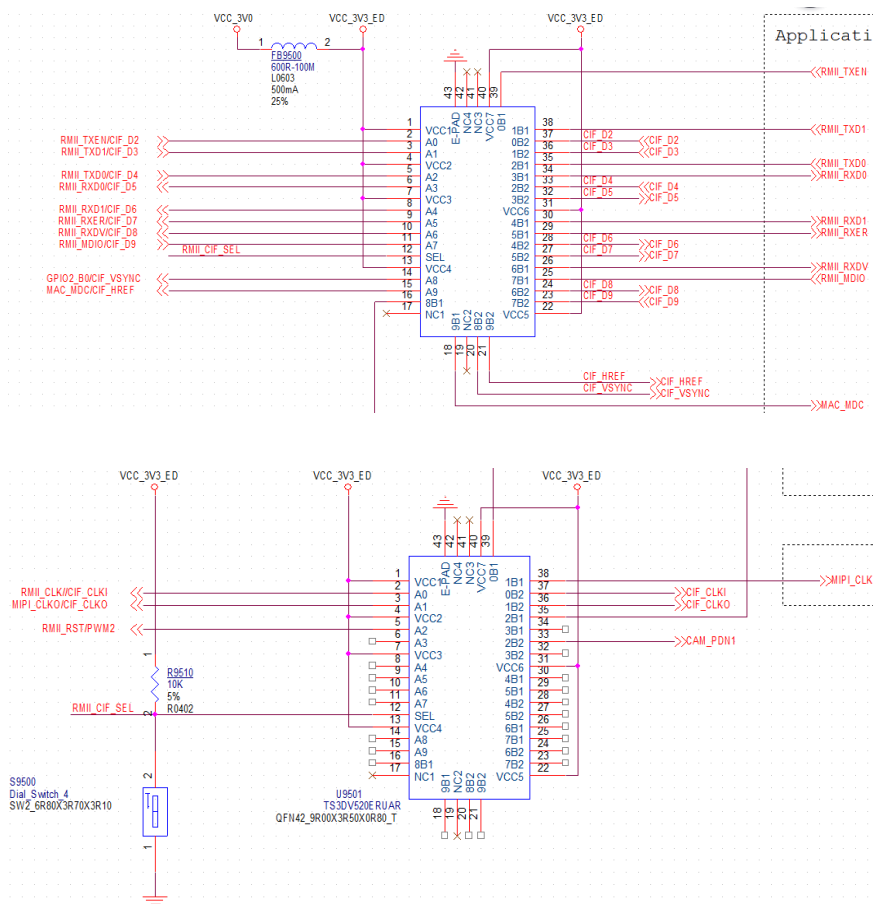 VCC_3V0
VCC_3V3_ED
VCC_3V3_ED
Applicati
1
2
FB9500
600R-100M
L0603
500mA
25%
43
42
41
40
39
E-PAD
NC4
NC3
VCC7
0B1
RMII_TXEN
1 VCC1
2 A0
3 A1
4 VCC2
5 A2
6 A3
7 VCC3
8 A4
9 A5
10 A6
11 A7
12 SEL
13 VCC4
14 A8
15 A9
16 8B1
17 NC1
RMII_TXEN/CIF_D2
RMII_TXD1/CIF_D3
RMII_TXD0/CIF_D4
RMII_RXD0/CIF_D5
RMII_RXD1/CIF_D6
RMII_RXER/CIF_D7
RMII_RXDV/CIF_D8
RMII_MDIO/CIF_D9
RMII_CIF_SEL
GPIO2_B0/CIF_VSYNC
MAC_MDC/CIF_HREF
1B1 38 RMII_TXD1
0B2 37 CIF_D2 CIF_D2
1B2 36 CIF_D3 CIF_D3
2B1 35 RMII_TXD0
3B1 34 RMII_RXD0
2B2 33 CIF_D4 CIF_D4
3B2 32 CIF_D5 CIF_D5
VCC6 31
4B1 30 RMII_RXD1
5B1 29 RMII_RXER
4B2 28 CIF_D6 CIF_D6
5B2 27 CIF_D7 CIF_D7
6B1 26 RMII_RXDV
7B1 25 RMII_MDIO
6B2 24 CIF_D8 CIF_D8
7B2 23 CIF_D9 CIF_D9
VCC5 22
9B1
NC2
8B2
9B2
18
19
20
21
CIF_HREF CIF_HREF
CIF_VSYNC CIF_VSYNC
MAC_MDC
VCC_3V3_ED
VCC_3V3_ED
VCC_3V3_ED
43
42
41
40
39
E-PAD
NC4
NC3
VCC7
0B1
1 VCC1
2 A0
3 A1
4 VCC2
5 A2
6 A3
7 VCC3
8 A4
9 A5
10 A6
11 A7
12 SEL
13 VCC4
14 A8
15 A9
16 8B1
17 NC1
RMII_CLK//CIF_CLKI
MIPI_CLKO/CIF_CLKO
RMII_RST/PWM2
1B1 38 MIPI_CLK
0B2 37 CIF_CLKI
1B2 36 CIF_CLKO
2B1 35
3B1 34
2B2 33 CAM_PDN1
3B2 32
VCC6 31
4B1 30
5B1 29
4B2 28
5B2 27
6B1 26
7B1 25
6B2 24
7B2 23
VCC5 22
9B1
NC2
8B2
9B2
18
19
20
21
1
R9510
10K
5%
R0402
2
RMII_CIF_SEL
S9500
Dial_Switch_4
SW2_6R80X3R70X3R10
2
1
U9501
TS3DV520ERUAR
QFN42_9R00X3R50X0R80_T